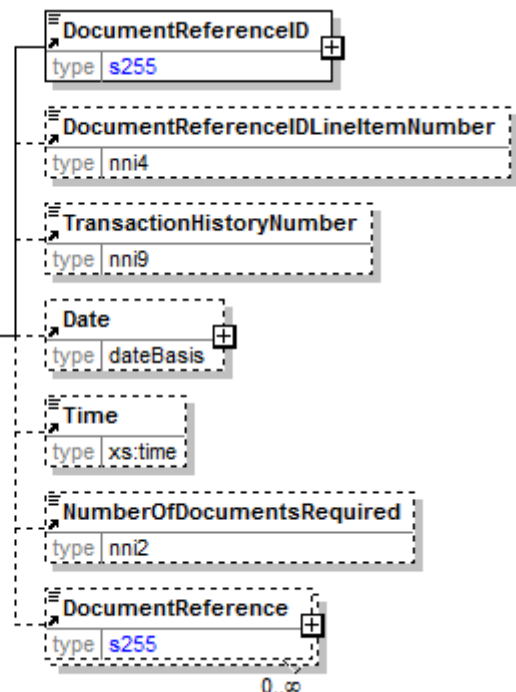 DocumentReferenceID
type s255
DocumentReferenceIDLineItemNumber
type nni4
TransactionHistoryNumber
type nni9
Date
type dateBasis
Time
type xs:time
NumberOfDocumentsRequired
type nni2
DocumentReference
type s255
0..∞